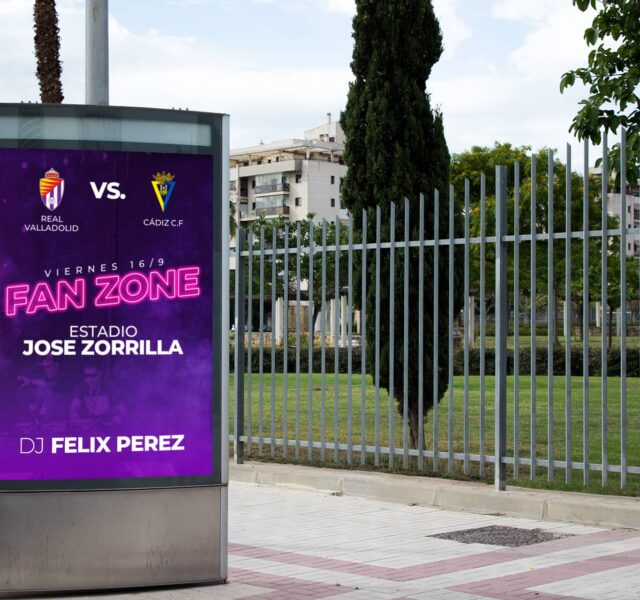 VS.
REAL
VALLADOLID
CÁDIZ C.F
VIERNES 16/9
FAN ZONE
ESTADIO
JOSE ZORRILLA
DJ FELIX PEREZ